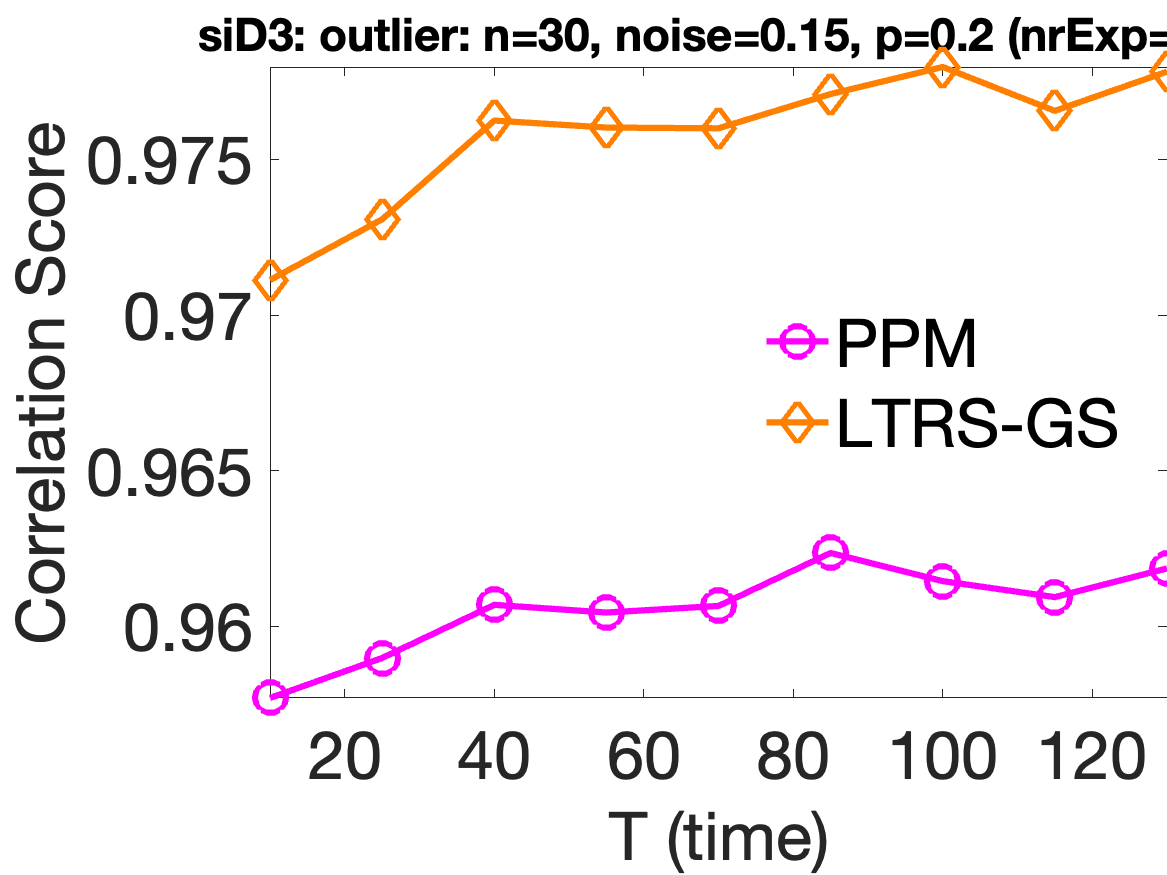 siD3: outlier: n=30, noise=0.15, p=0.2 (nrExp=
Correlation Score
0.975
0.97
0.965
0.96
PPM
LTRS-GS
20 40 60 80 100 120
T (time)